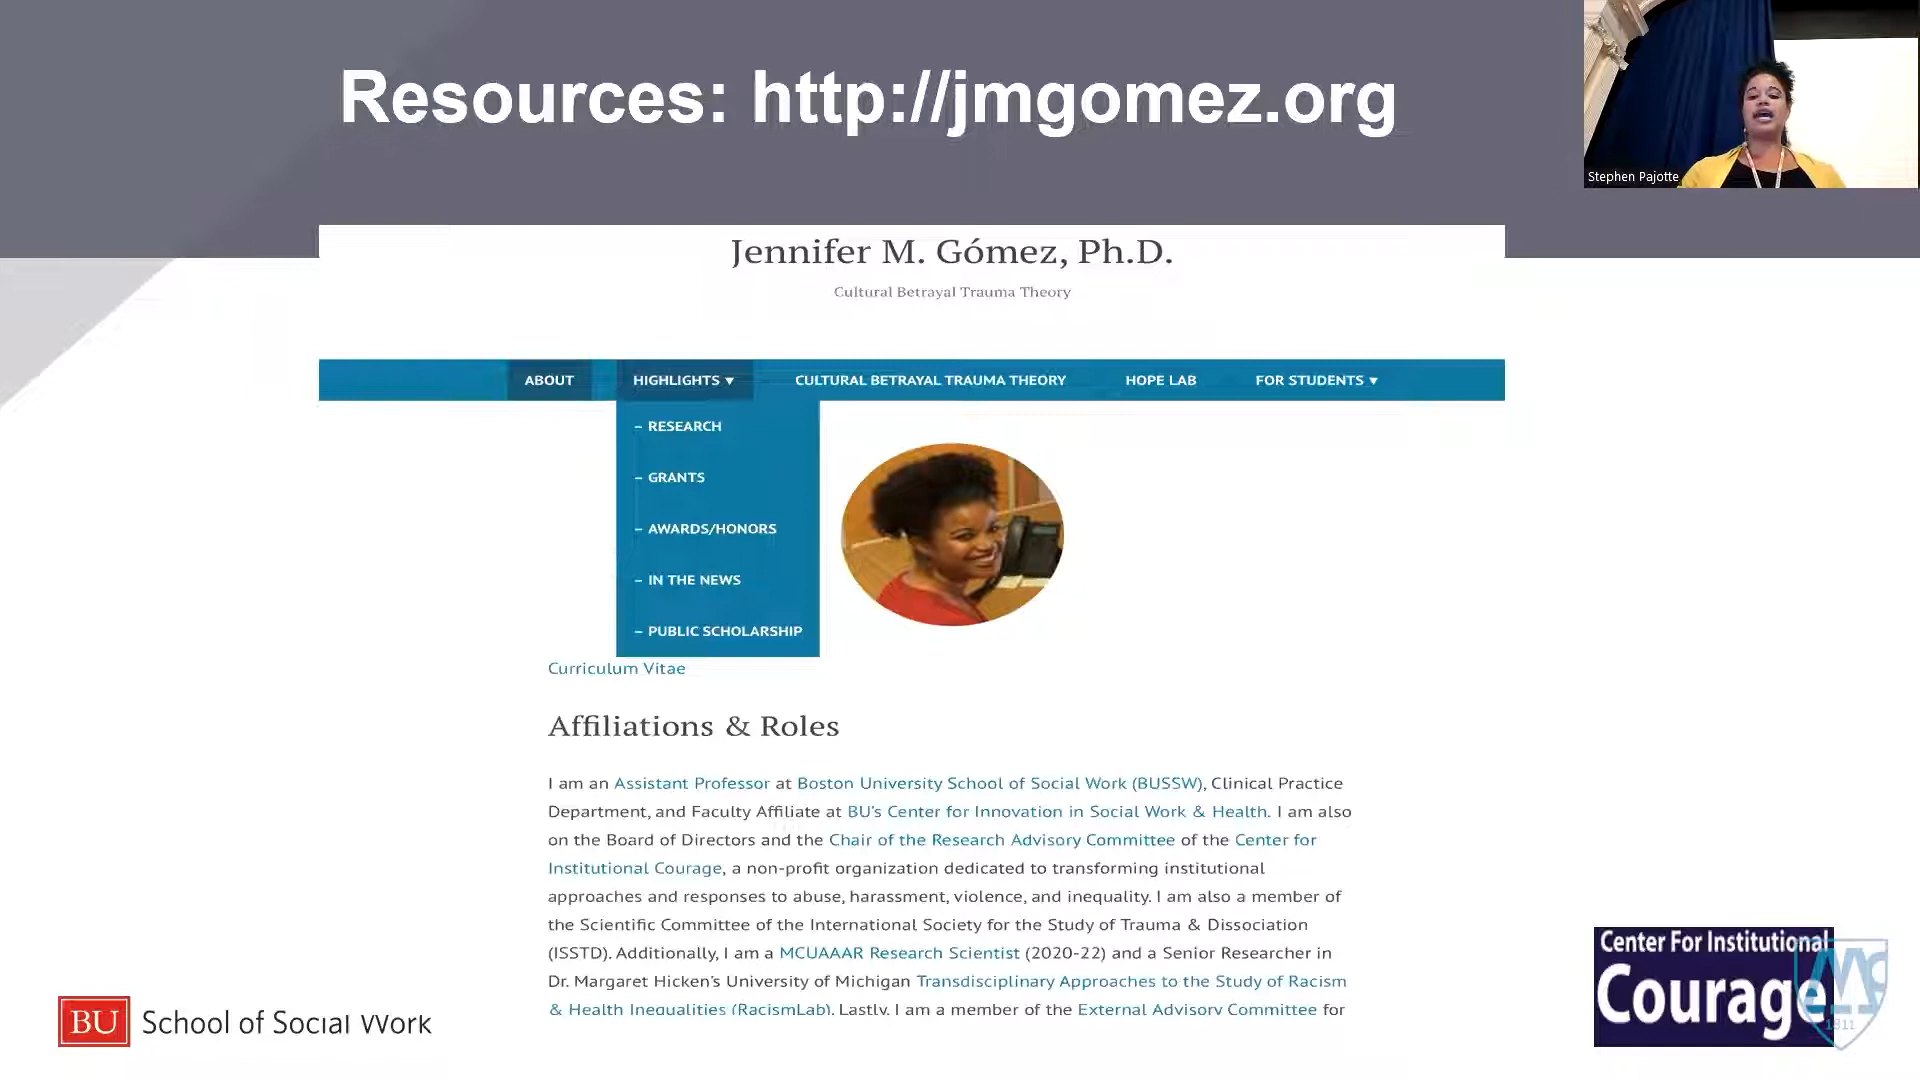 Resources: http://jmgomez.org
Stephen Pajotte
Jennifer M. Gómez, Ph.D.
Cultural Betrayal Trauma Theory
ABOUT
HIGHLIGHTS ▼
CULTURAL BETRAYAL TRAUMA THEORY
HOPE LAB
FOR STUDENTS ▼
– RESEARCH
– GRANTS
– AWARDS/HONORS
– IN THE NEWS
– PUBLIC SCHOLARSHIP
Curriculum Vitae
Affiliations & Roles
I am an Assistant Professor at Boston University School of Social Work (BUSSW), Clinical Practice
Department, and Faculty Affiliate at BU's Center for Innovation in Social Work & Health. I am also
on the Board of Directors and the Chair of the Research Advisory Committee of the Center for
Institutional Courage, a non-profit organization dedicated to transforming institutional
approaches and responses to abuse, harassment, violence, and inequality. I am also a member of
the Scientific Committee of the International Society for the Study of Trauma & Dissociation
(ISSTD). Additionally, I am a MCUAAAR Research Scientist (2020-22) and a Senior Researcher in
Dr. Margaret Hicken's University of Michigan Transdisciplinary Approaches to the Study of Racism
& Health Inequalities (RacismLab). Lastly, I am a member of the External Advisory Committee for
BU School of Social Work
Center For Institutional
Courage
1811